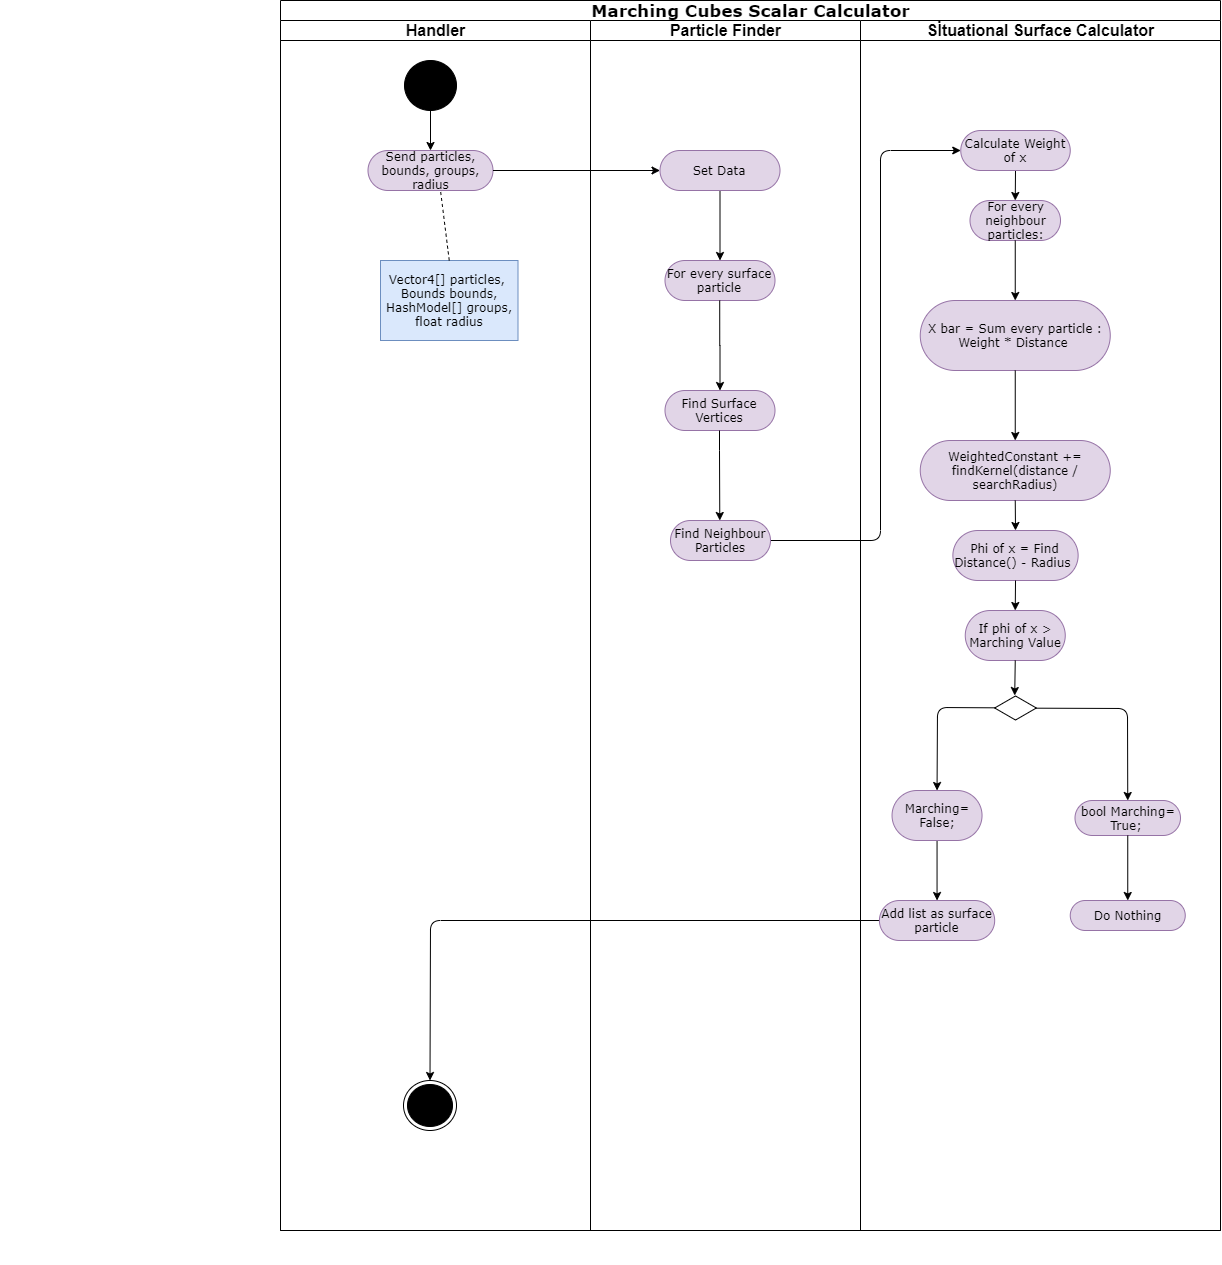 Marching Cubes Scalar Calculator
Handler
Particle Finder
Situational Surface Calculator
Send particles,
bounds, groups,
radius
Vector4[] particles,
Bounds bounds,
HashModel[] groups,
float radius
Set Data
For every surface
particle
Find Surface
Vertices
Find Neighbour
Particles
Calculate Weight
of x
For every
neighbour
particles:
X bar = Sum every particle :
Weight * Distance
WeightedConstant +=
findKernel(distance /
searchRadius)
Phi of x = Find
Distance() - Radius
If phi of x >
Marching Value
Marching=
False;
bool Marching=
True;
Add list as surface
particle
Do Nothing